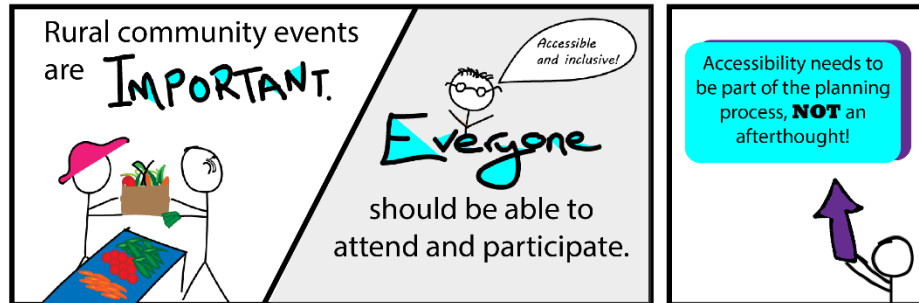 Rural community events
are IMPORTANT.
Accessible
and inclusive!
Everyone
should be able to
attend and participate.
Accessibility needs to
be part of the planning
process, NOT an
afterthought!